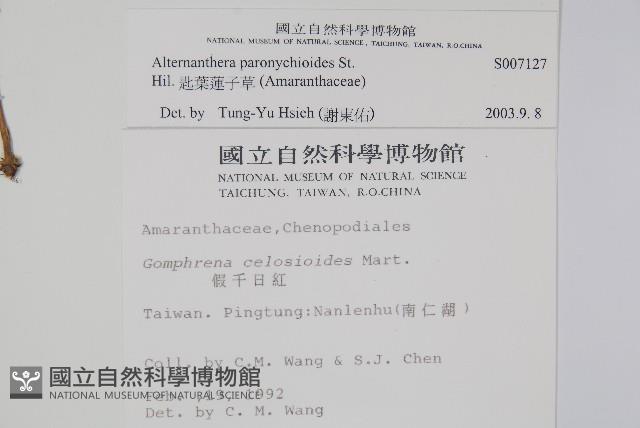 國立自然科學博物館
NATIONAL MUSEUM OF NATURAL SCIENCE , TAICHUNG, TAIWAN, R.O.CHINA
Alternanthera paronychioides St. S007127
Hil. 匙葉蓮子草 (Amaranthaceae)
Det. by Tung-Yu Hsieh (謝東佑) 2003.9. 8
國立自然科學博物館
NATIONAL MUSEUM OF NATURAL SCIENCE
TAICHUNG. TAIWAN, R.O.CHINA
Amaranthaceae,Chenopodiales
Gomphrena celosioides Mart.
假千日紅
Taiwan. Pingtung:Nanlenhu(南仁湖)
Coll. by C.M. Wang & S.J. Chen
國立自然科學博物館
NATIONAL MUSEUM OF NATURAL SCIENCE
Feb. 19, 1992
Det. by C. M. Wang